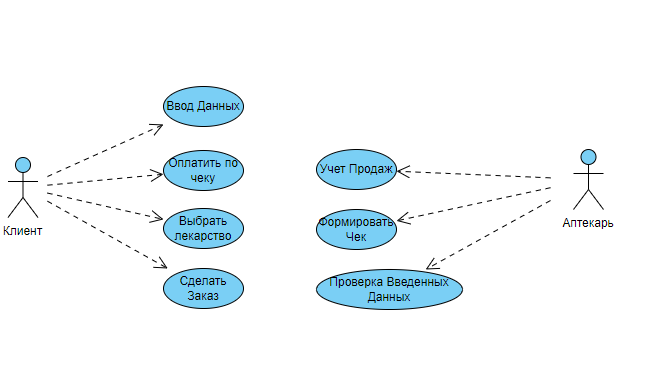 Ввод Данных
Оплатить по
чеку
Выбрать
лекарство
Сделать
Заказ
Клиент
Учет Продаж
Формировать
Чек
Проверка Введенных
Данных
Аптекарь